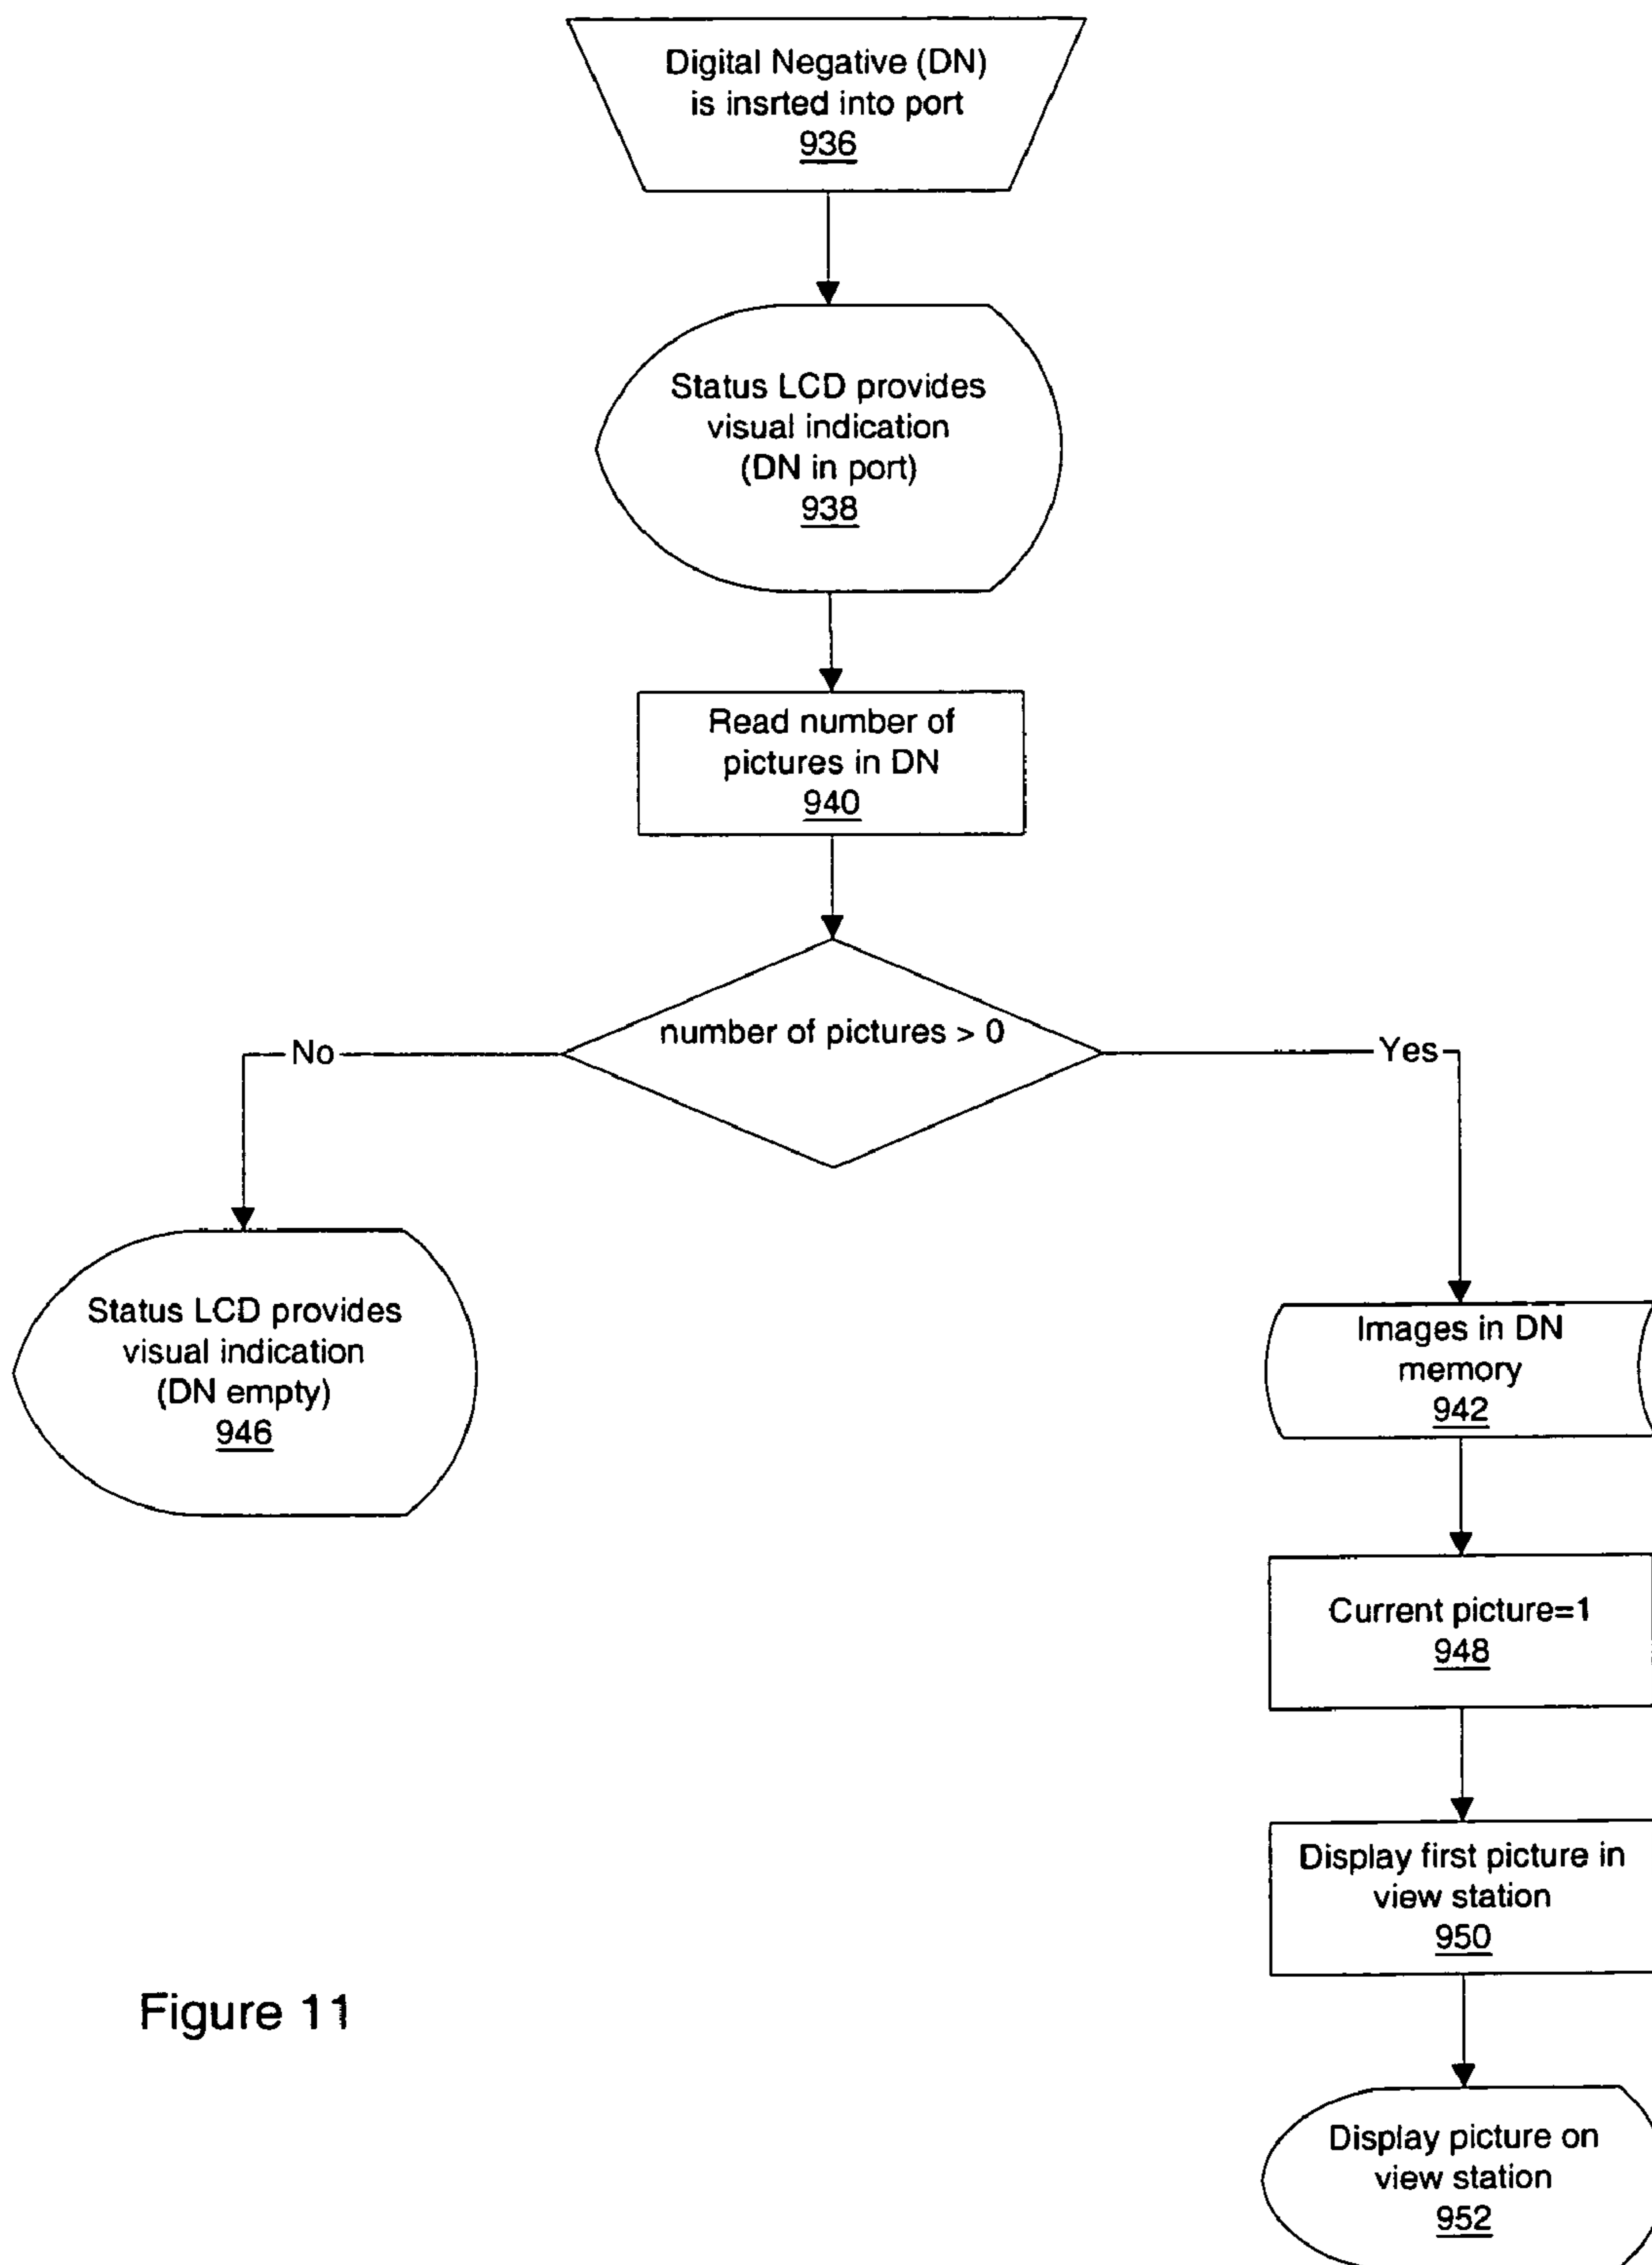 Digital Negative (DN)
is insrted into port
936
Status LCD provides
visual indication
(DN in port)
938
Read number of
pictures in DN
940
number of pictures > 0
No
Yes
Status LCD provides
visual indication
(DN empty)
946
Images in DN
memory
942
Current picture=1
948
Display first picture in
view station
950
Display picture on
view station
952
Figure 11